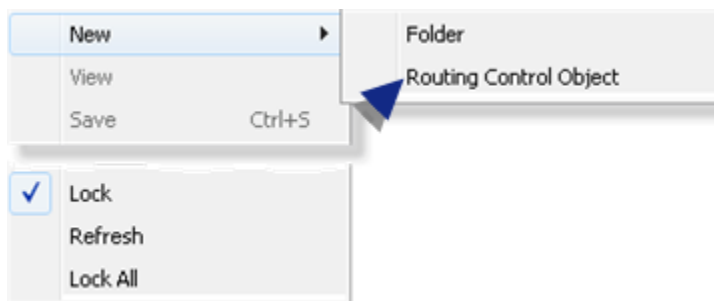 New
Folder
View
Routing Control Object
Save Ctrl+S
Lock
Refresh
Lock All